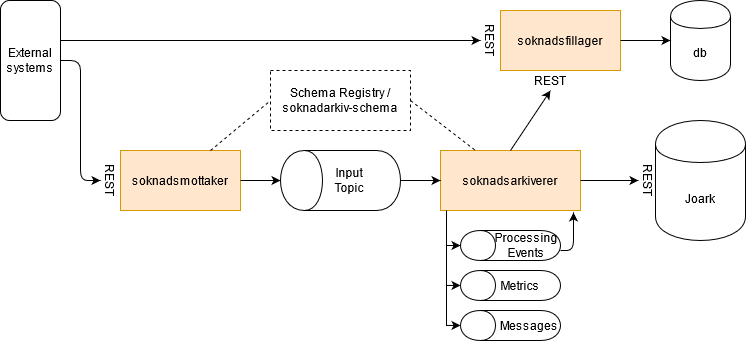 External
systems
REST
soknadsfillager
db
REST
Schema Registry /
soknadarkiv-schema
REST
soknadsmottaker
Input
Topic
soknadsarkiverer
REST
Joark
Processing
Events
Metrics
Messages